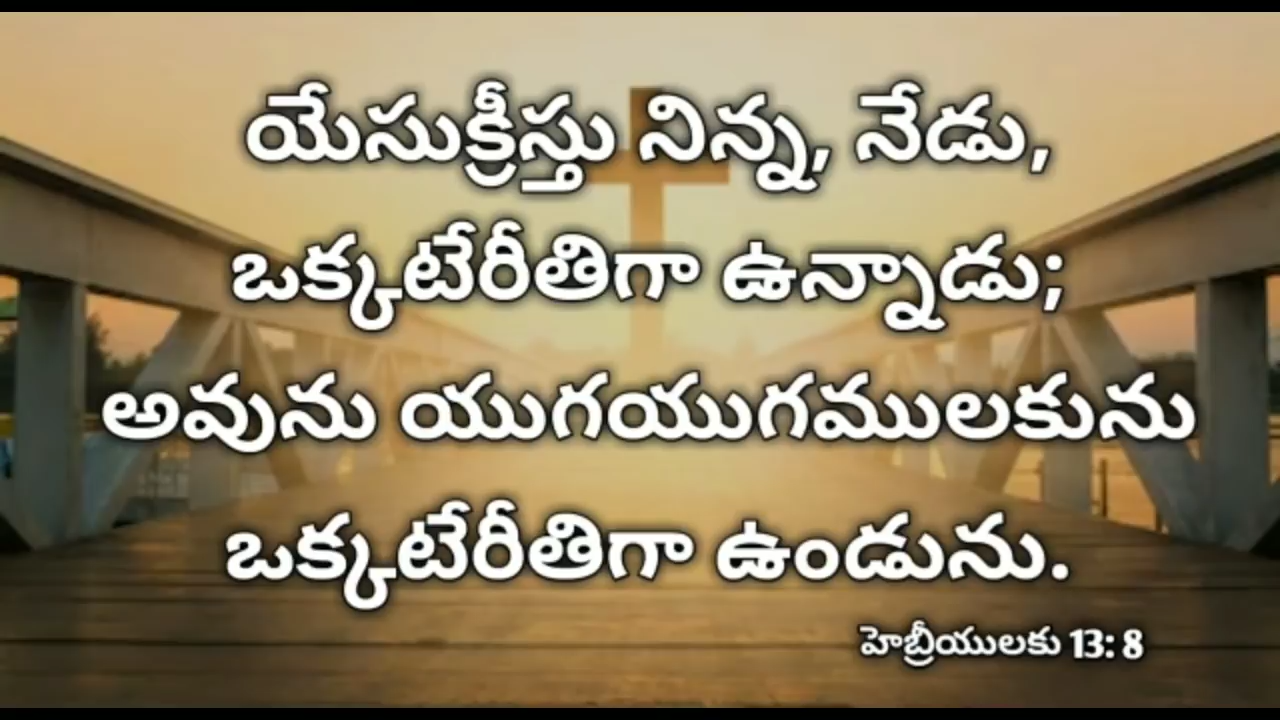 యేసుక్రీస్తు నిన్న, నేడు,
ఒక్కటేరీతిగా ఉన్నాడు;
అవును యుగయుగములకును
ఒక్కటేరీతిగా ఉండును.
హెబ్రీయులకు 13: 8